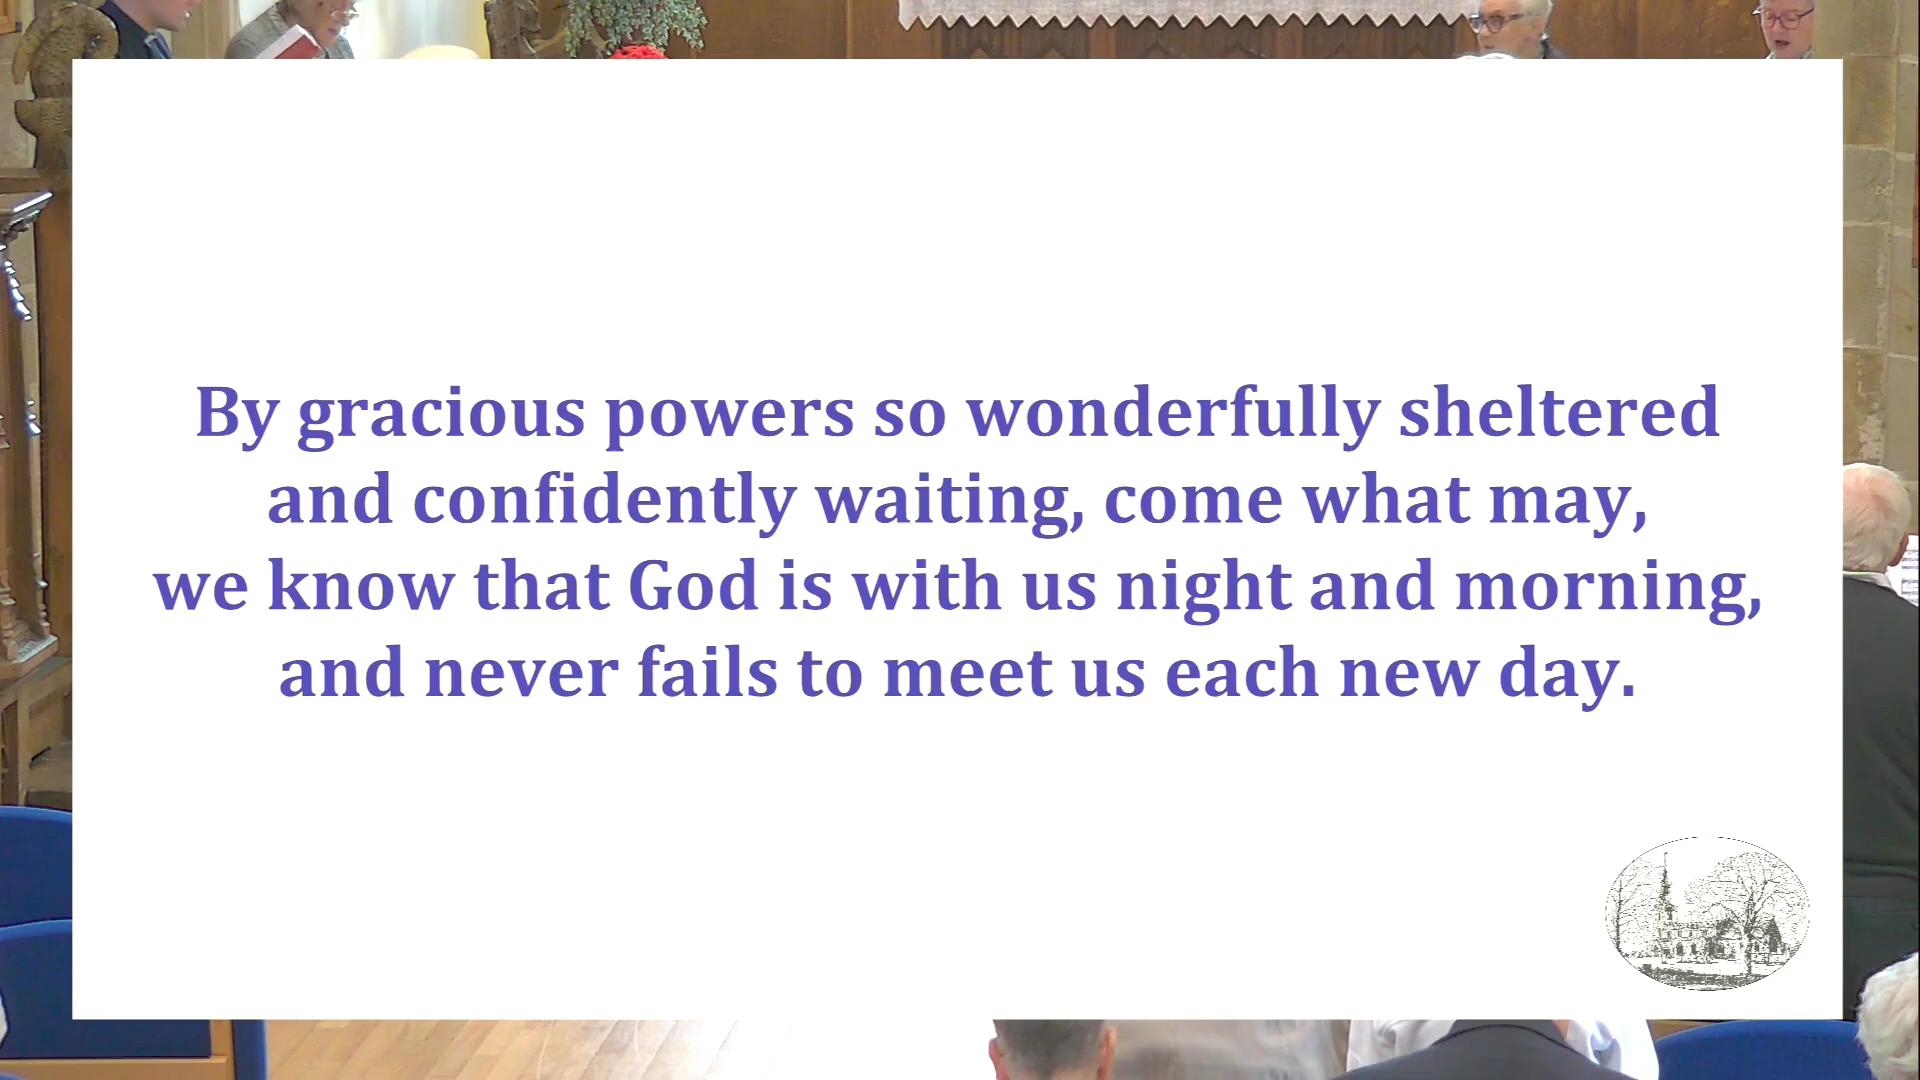 By gracious powers so wonderfully sheltered
and confidently waiting, come what may,
we know that God is with us night and morning,
and never fails to meet us each new day.